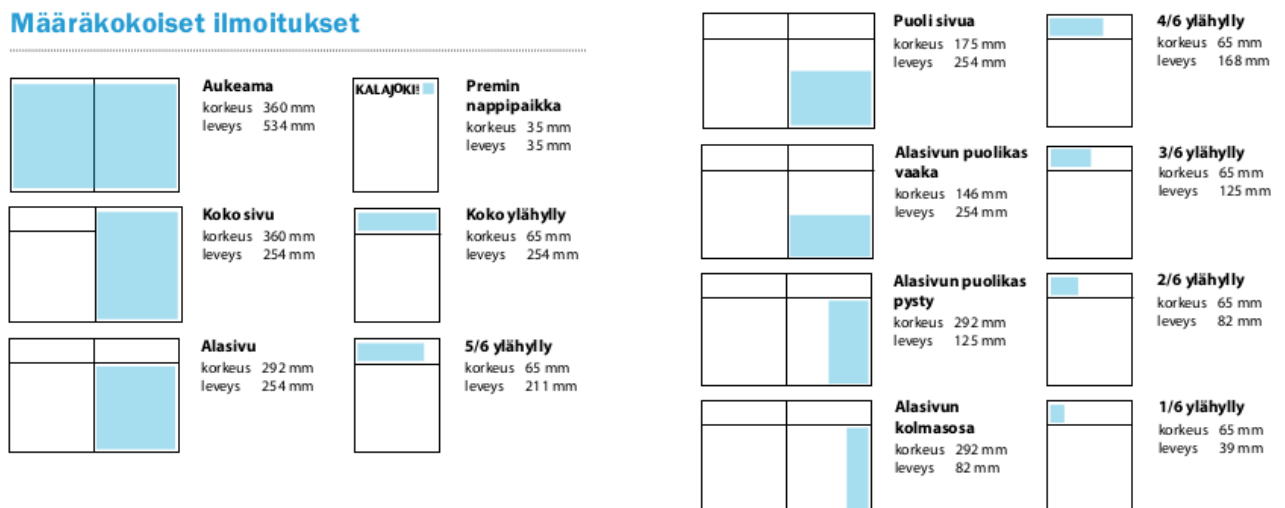 Määräkokoiset ilmoitukset
Aukeama
korkeus 360 mm
leveys 534 mm
KALAJOKI
Premin
nappipaikka
korkeus 35 mm
leveys 35 mm
Koko sivu
korkeus 360 mm
leveys 254 mm
Koko ylähylly
korkeus 65 mm
leveys 254 mm
Alasivu
korkeus 292 mm
leveys 254 mm
5/6 ylähylly
korkeus 65 mm
leveys 211 mm
Puoli sivua
korkeus 175 mm
leveys 254 mm
4/6 ylähylly
korkeus 65 mm
leveys 168 mm
Alasivun puolikas
vaaka
korkeus 146 mm
leveys 254 mm
3/6 ylähylly
korkeus 65 mm
leveys 125 mm
Alasivun puolikas
pysty
korkeus 292 mm
leveys 125 mm
2/6 ylähylly
korkeus 65 mm
leveys 82 mm
Alasivun
kolmasosa
korkeus 292 mm
leveys 82 mm
1/6 ylähylly
korkeus 65 mm
leveys 39 mm